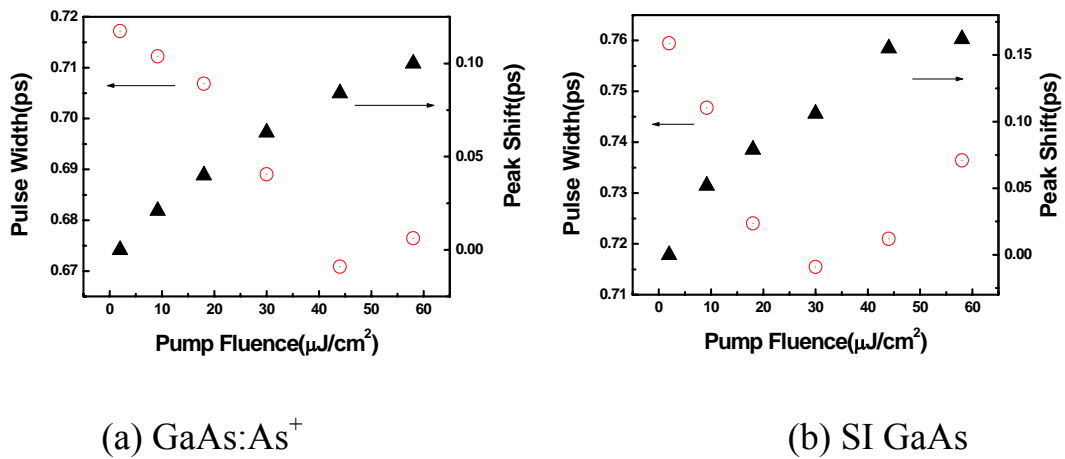 0.72
0.71
0.70
0.69
0.68
0.67
Pulse Width(ps)
0.10
0.05
0.00
Peak Shift(ps)
0 10 20 30 40 50 60
Pump Fluence(μJ/cm²)
(a) GaAs:As⁺
0.76
0.75
0.74
0.73
0.72
0.71
Pulse Width(ps)
0.15
0.10
0.05
0.00
Peak Shift(ps)
0 10 20 30 40 50 60
Pump Fluence(μJ/cm²)
(b) SI GaAs